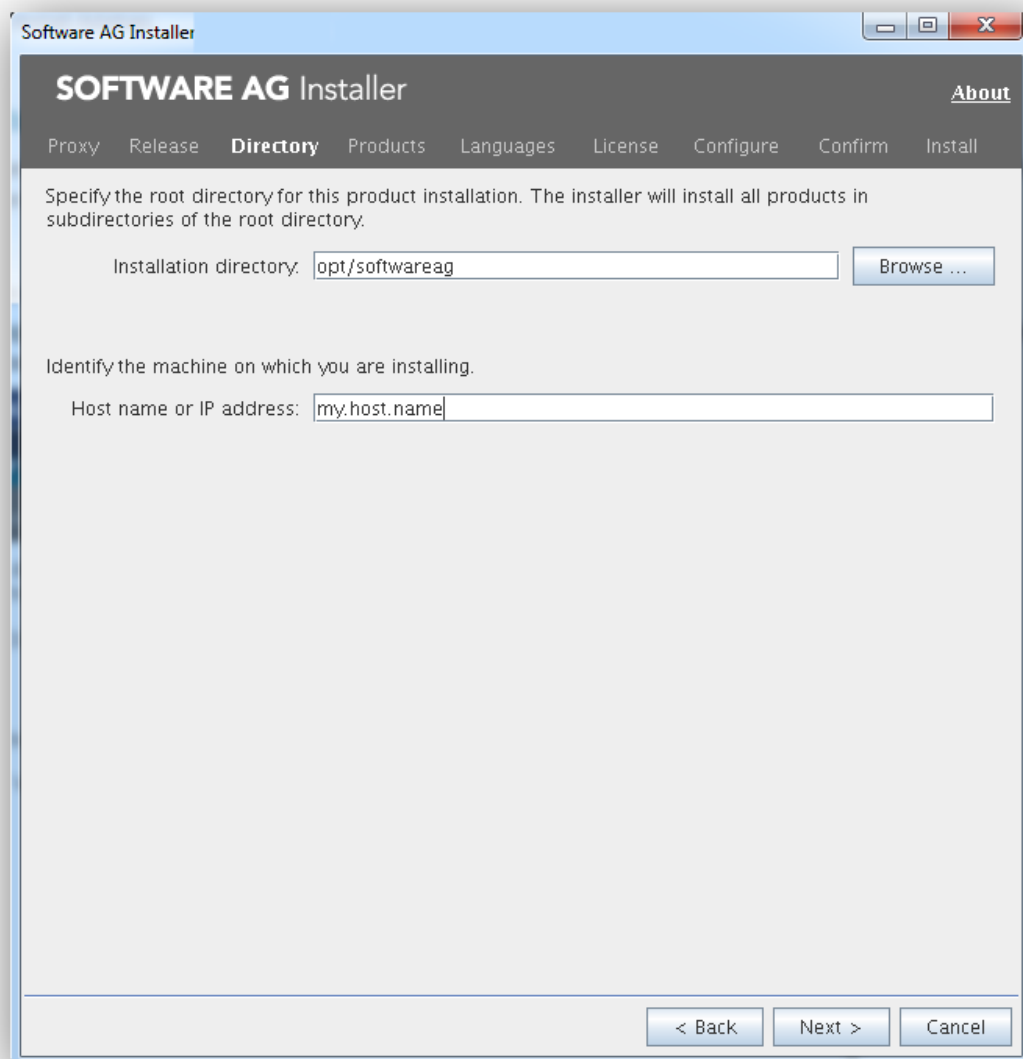 Software AG Installer
SOFTWARE AG Installer
About
Proxy Release Directory Products Languages License Configure Confirm Install
Specify the root directory for this product installation. The installer will install all products in
subdirectories of the root directory.
Installation directory: opt/softwareag Browse ...
Identify the machine on which you are installing.
Host name or IP address: my.host.name
< Back Next > Cancel